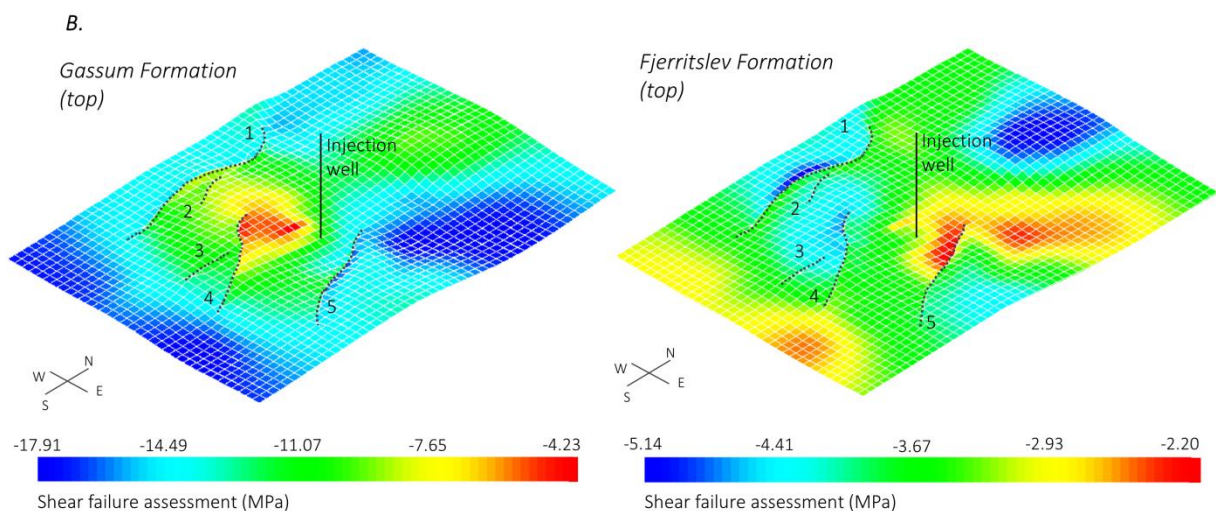 B.
Gassum Formation
(top)
1
Injection
well
2
3
4
5
N
W
E
S
-17.91 -14.49 -11.07 -7.65 -4.23
Shear failure assessment (MPa)
Fjerritslev Formation
(top)
1
Injection
well
2
3
4
5
N
W
E
S
-5.14 -4.41 -3.67 -2.93 -2.20
Shear failure assessment (MPa)